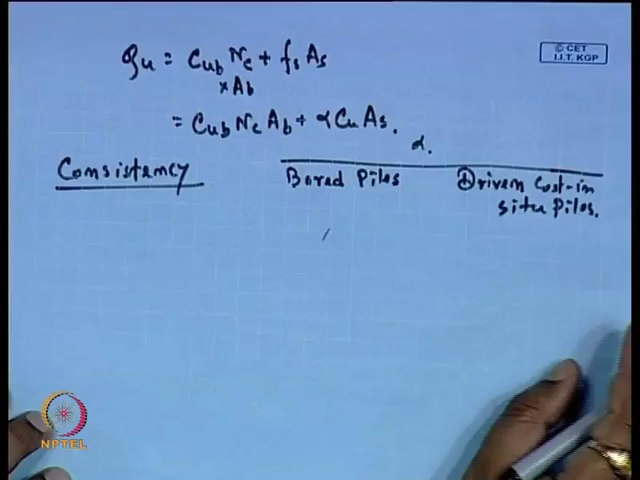 Qu = Cub Nc + fs As
× Ab
© CET
I.I.T. KGP
= Cub Nc Ab + α Cu As.
α.
Consistency
Bored Piles
Driven Cast-in
situ Piles.
NPTEL